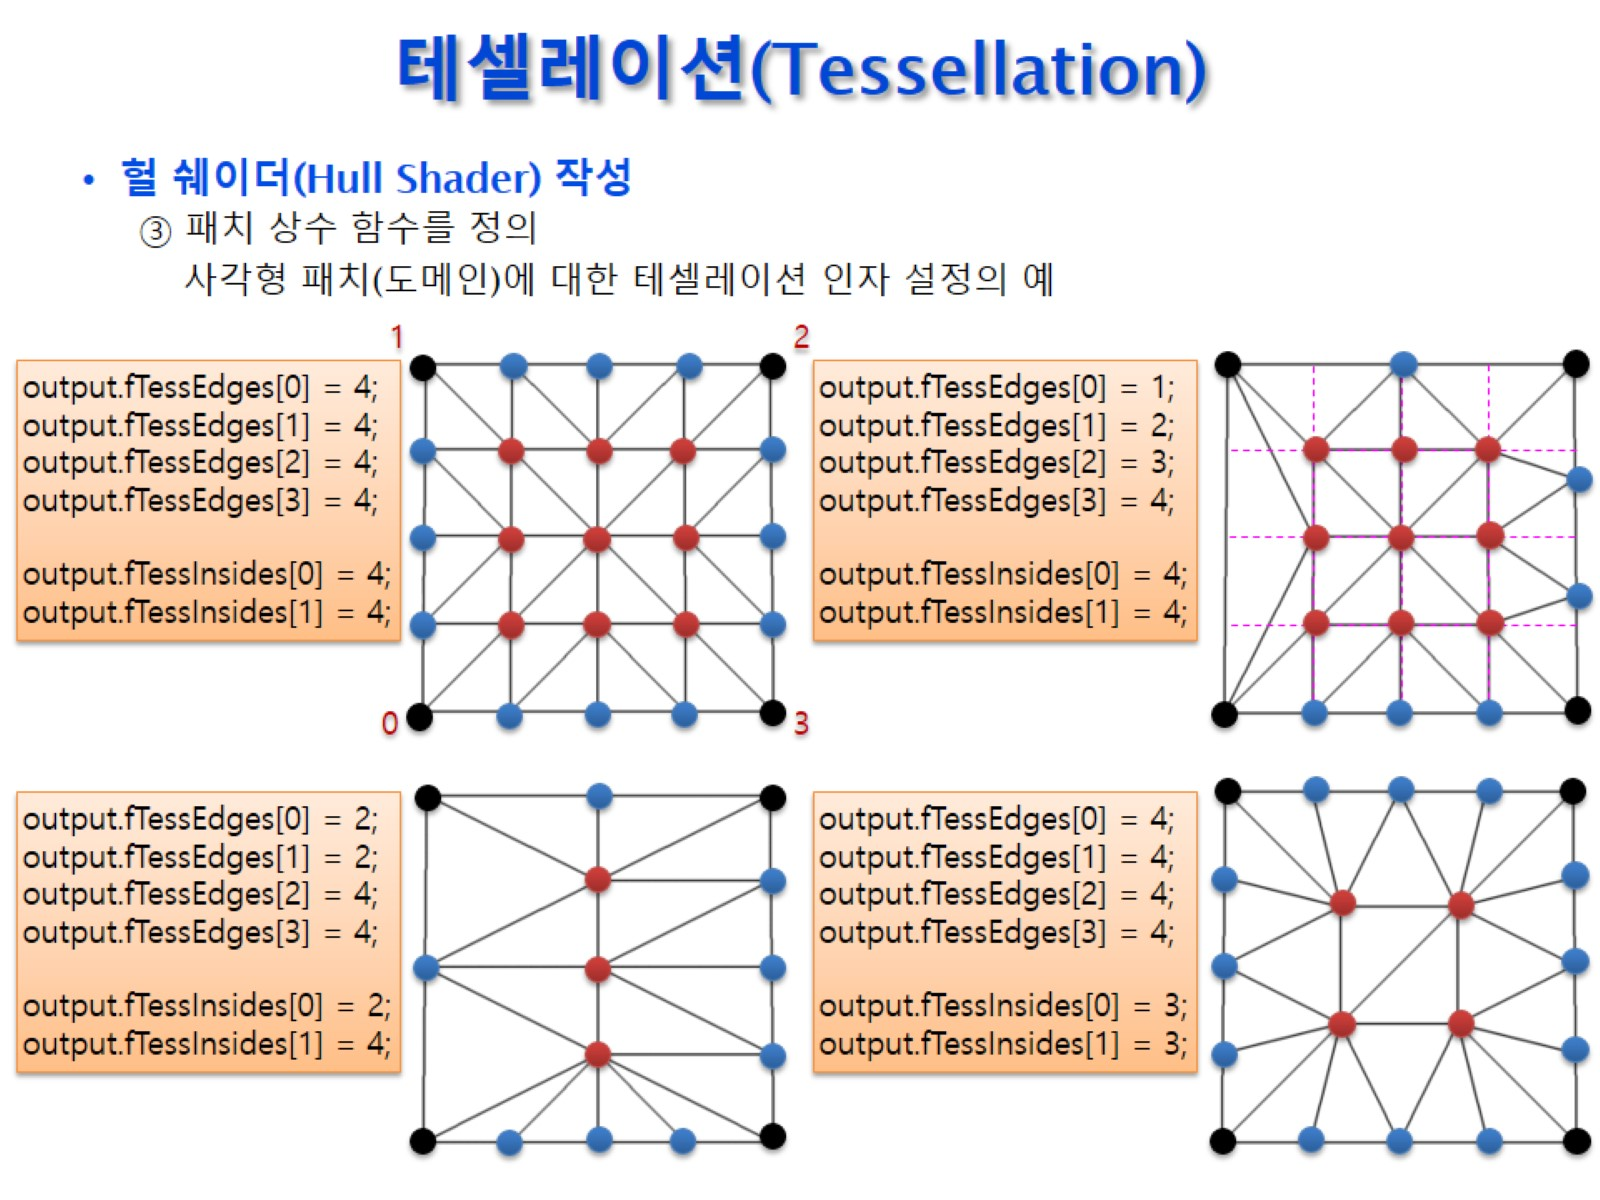 테셀레이션(Tessellation)
• 헐 쉐이더(Hull Shader) 작성
③ 패치 상수 함수를 정의
사각형 패치(도메인)에 대한 테셀레이션 인자 설정의 예
output.fTessEdges[0] = 4;
output.fTessEdges[1] = 4;
output.fTessEdges[2] = 4;
output.fTessEdges[3] = 4;
output.fTessInsides[0] = 4;
output.fTessInsides[1] = 4;
1
2
0
3
output.fTessEdges[0] = 1;
output.fTessEdges[1] = 2;
output.fTessEdges[2] = 3;
output.fTessEdges[3] = 4;
output.fTessInsides[0] = 4;
output.fTessInsides[1] = 4;
output.fTessEdges[0] = 2;
output.fTessEdges[1] = 2;
output.fTessEdges[2] = 4;
output.fTessEdges[3] = 4;
output.fTessInsides[0] = 2;
output.fTessInsides[1] = 4;
output.fTessEdges[0] = 4;
output.fTessEdges[1] = 4;
output.fTessEdges[2] = 4;
output.fTessEdges[3] = 4;
output.fTessInsides[0] = 3;
output.fTessInsides[1] = 3;